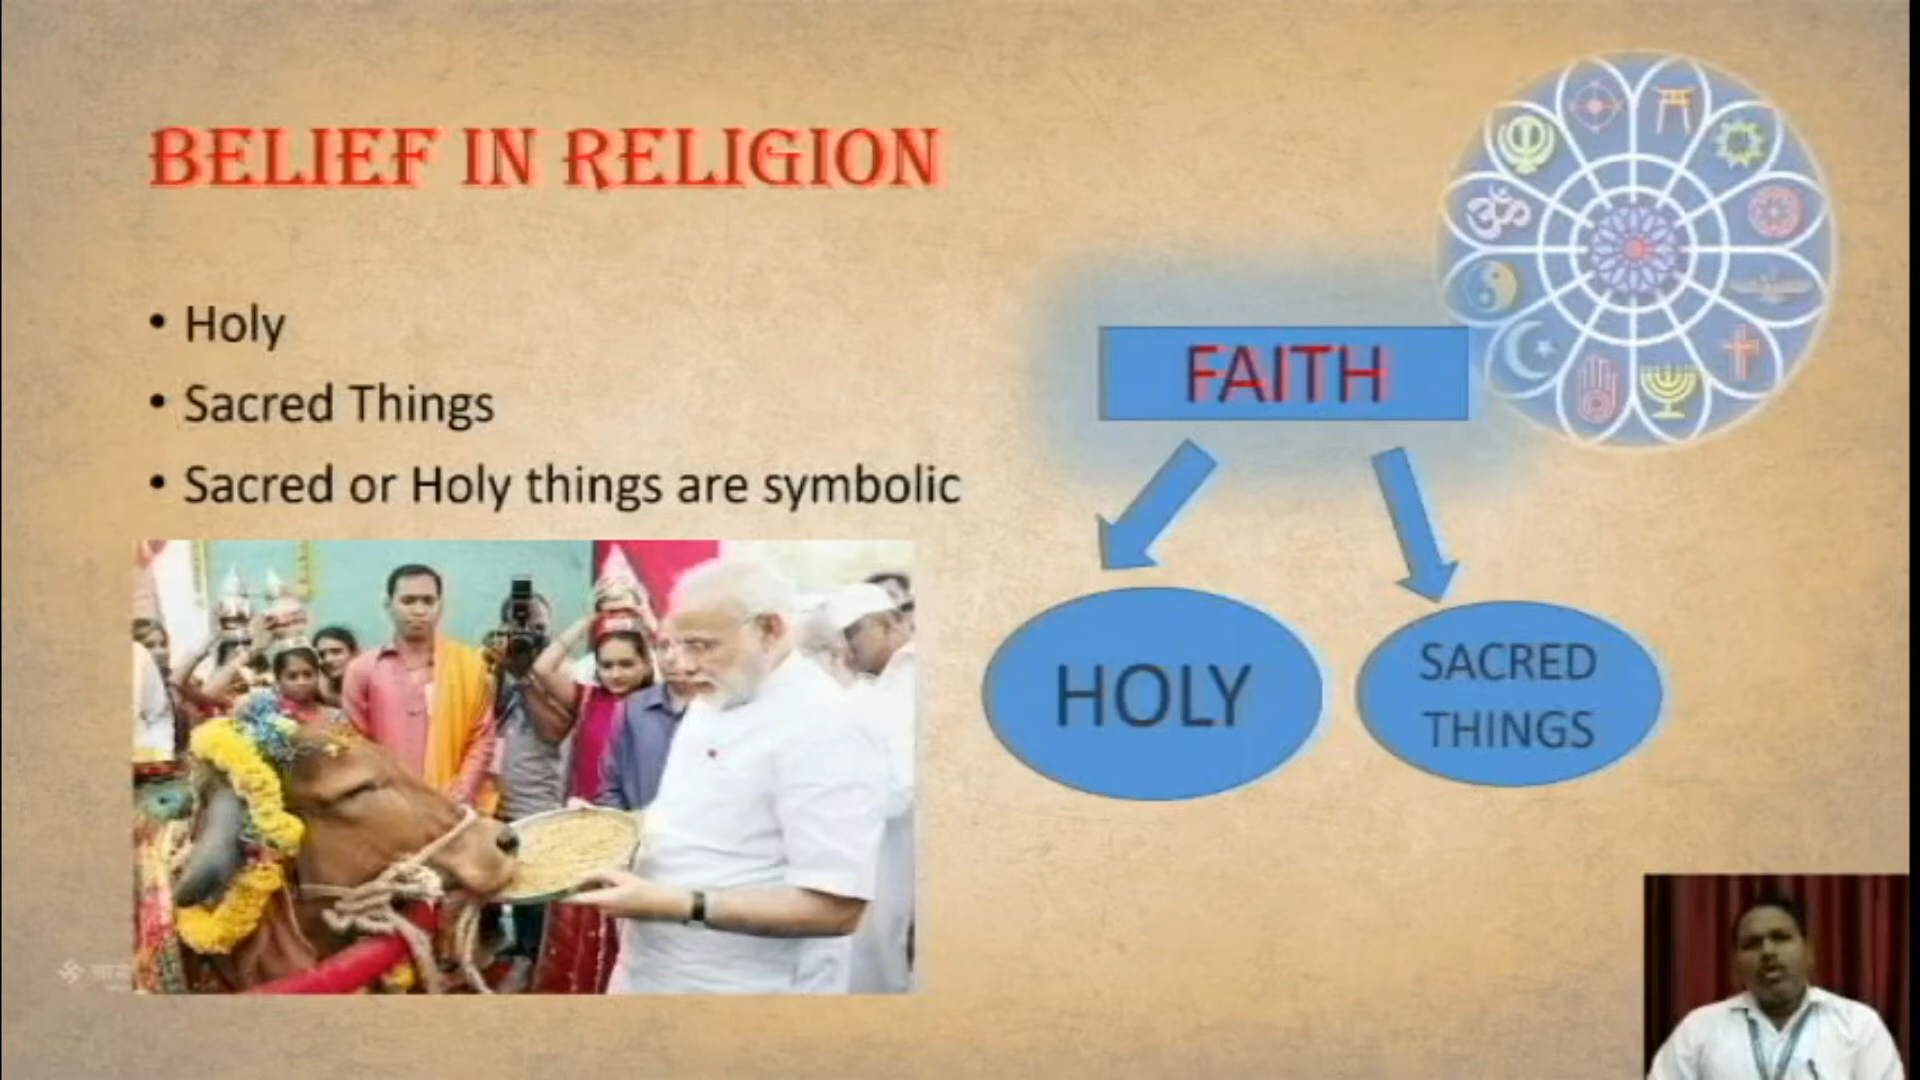 BELIEF IN RELIGION
• Holy
• Sacred Things
• Sacred or Holy things are symbolic
FAITH
HOLY
SACRED
THINGS